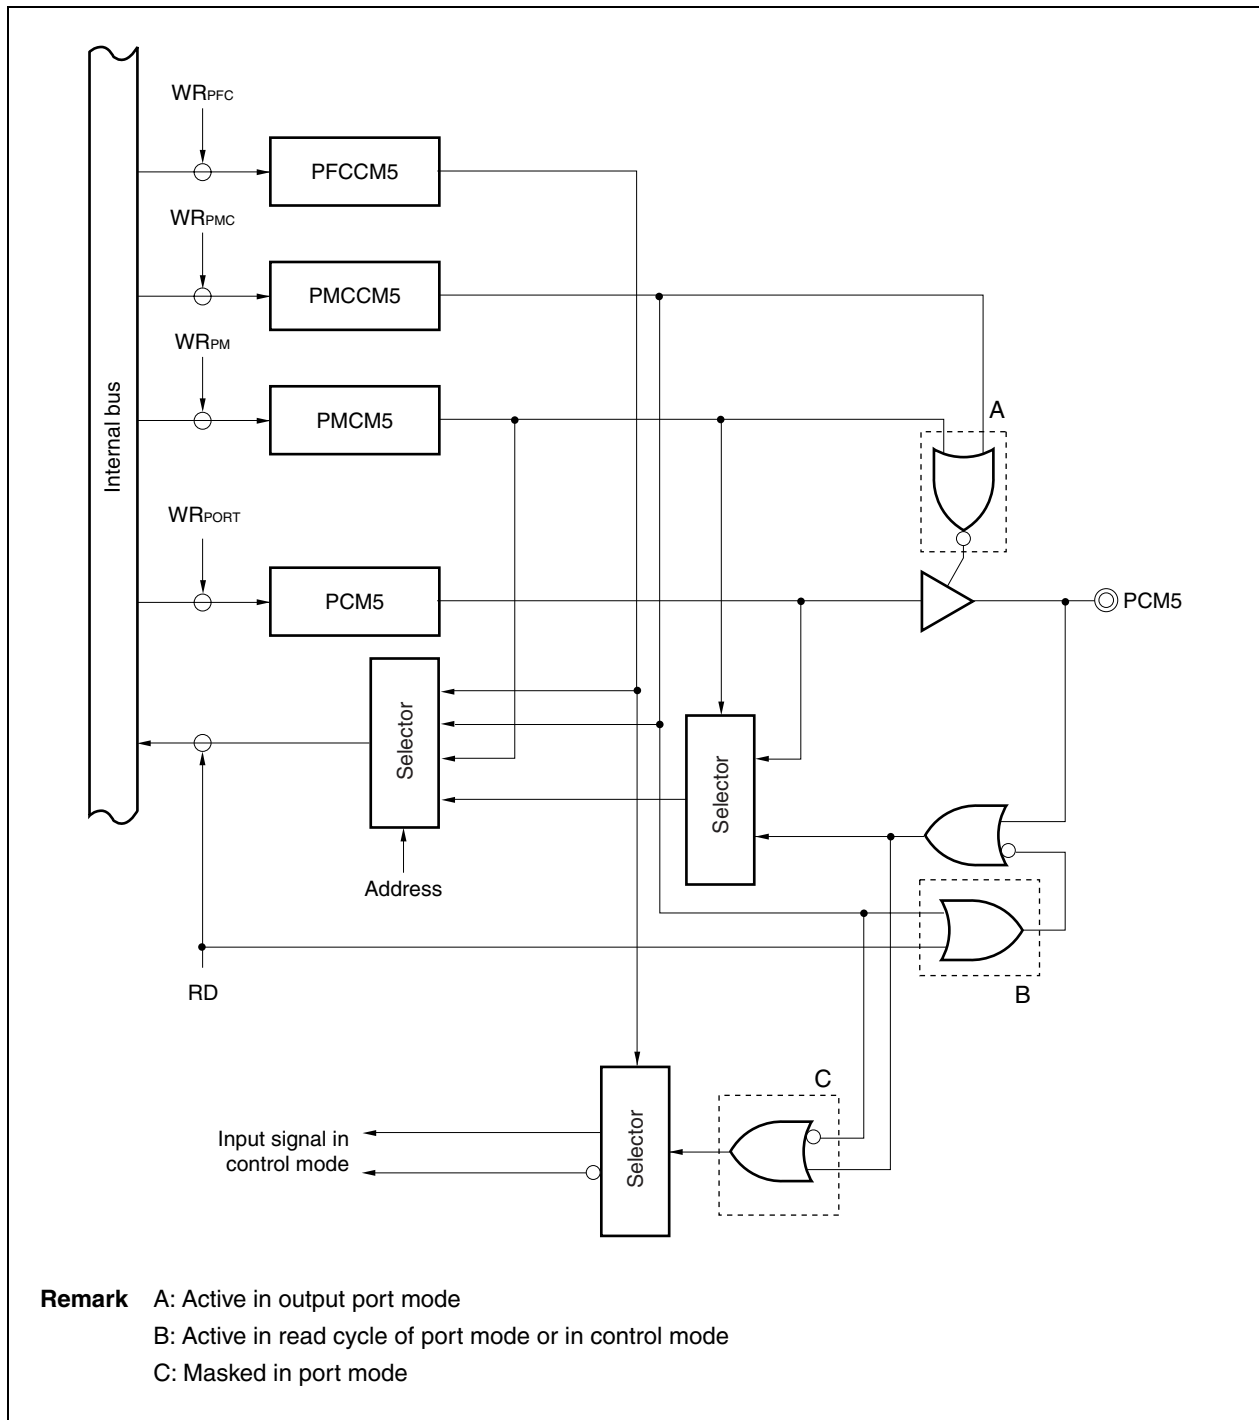 WRPFC
PFCCM5
WRPMC
PMCCM5
WRPM
PMCM5
A
Internal bus
WRPORT
PCM5
PCM5
Selector
Selector
Address
RD
B
C
Selector
Input signal in
control mode
Remark A: Active in output port mode
B: Active in read cycle of port mode or in control mode
C: Masked in port mode